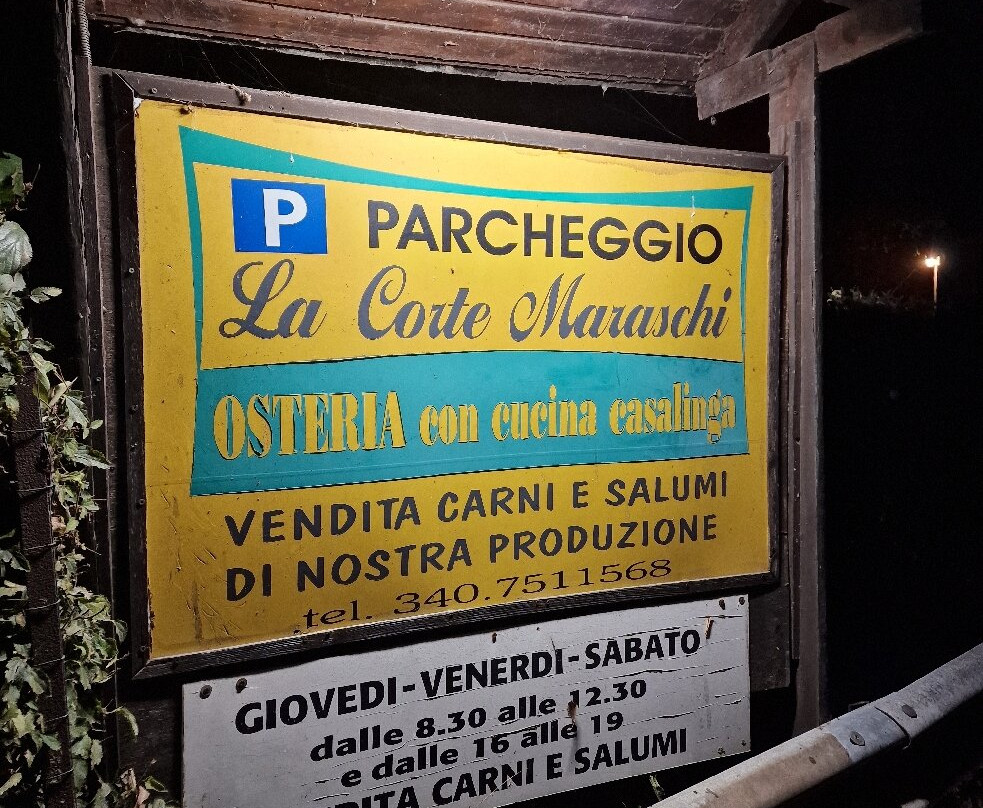 P PARCHEGGIO
La Corte Maraschi
OSTERIA con cucina casalinga
VENDITA CARNI E SALUMI
DI NOSTRA PRODUZIONE
tel. 340.7511568
GIOVEDI-VENERDI-SABATO
dalle 8.30 alle 12.30
e dalle 16 alle 19
CARNI E SALUMI